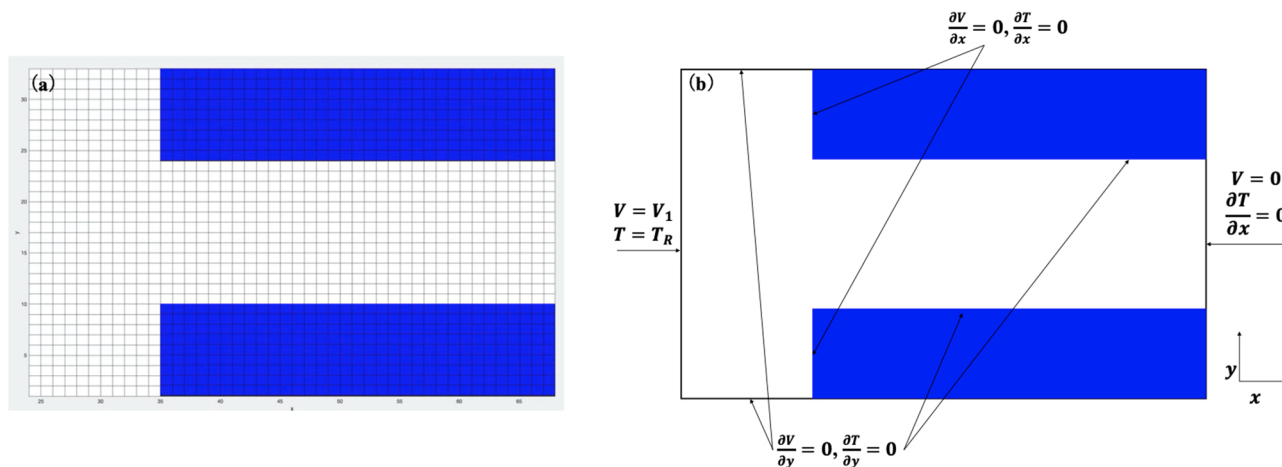 (a)
30
25
20
15
10
5
y
25 30 35 40 45 50 55 60 65
x
∂V/∂x = 0, ∂T/∂x = 0
(b)
V = V₁
T = T_R
V = 0
∂T/∂x = 0
y
x
∂V/∂y = 0, ∂T/∂y = 0